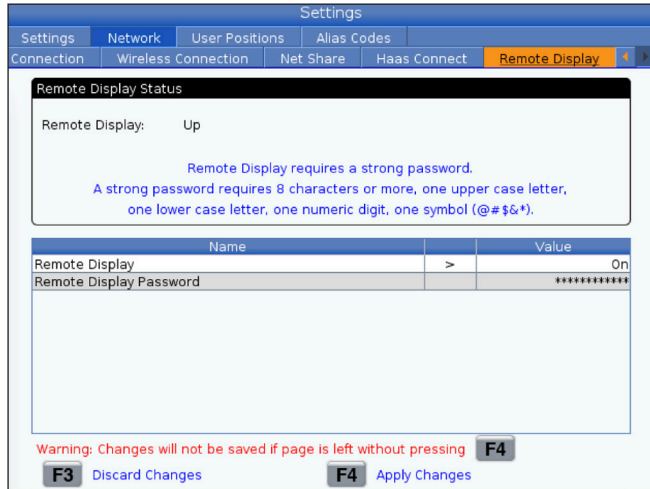 Settings
Settings Network User Positions Alias Codes
Connection Wireless Connection Net Share Haas Connect Remote Display
Remote Display Status
Remote Display: Up
Remote Display requires a strong password.
A strong password requires 8 characters or more, one upper case letter,
one lower case letter, one numeric digit, one symbol (@#$&*).
Name Value
Remote Display > On
Remote Display Password ************
Warning: Changes will not be saved if page is left without pressing F4
F3 Discard Changes F4 Apply Changes